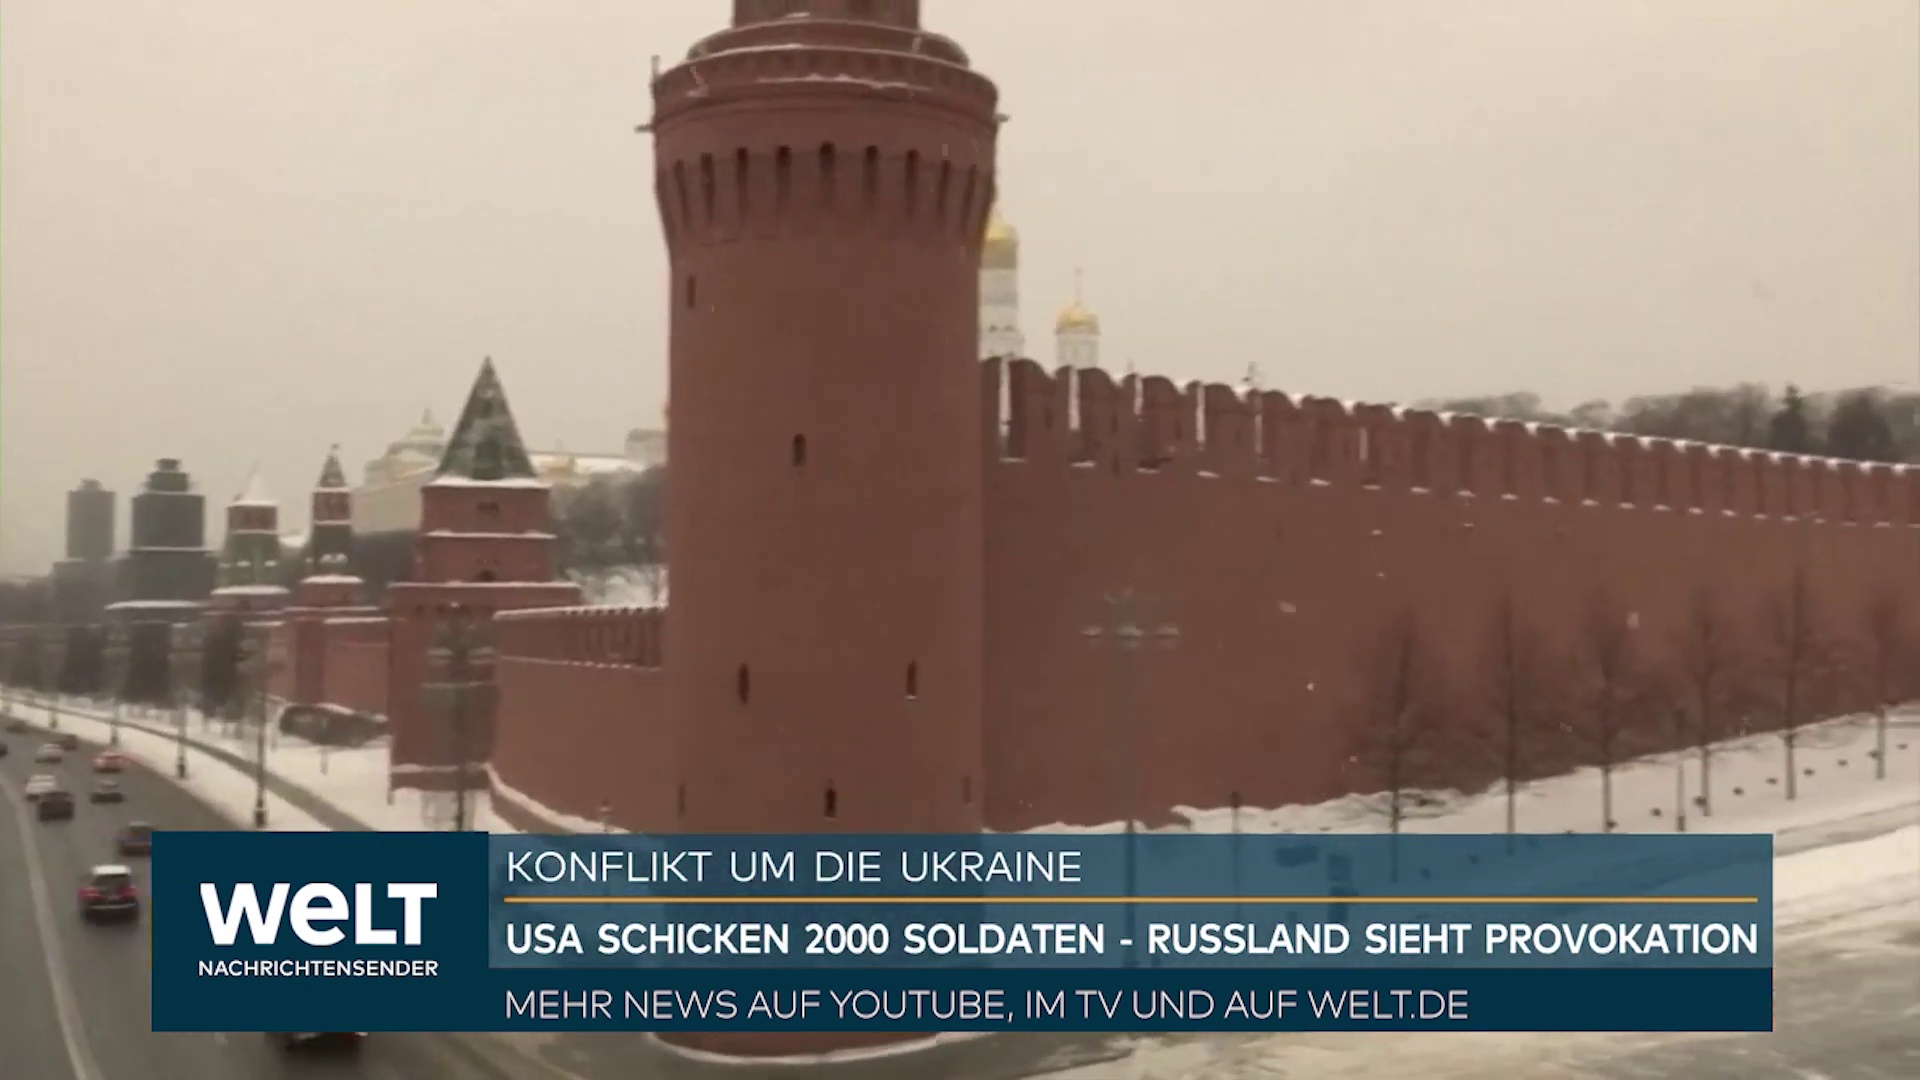 KONFLIKT UM DIE UKRAINE
WELT
NACHRICHTENSENDER
USA SCHICKEN 2000 SOLDATEN - RUSSLAND SIEHT PROVOKATION
MEHR NEWS AUF YOUTUBE, IM TV UND AUF WELT.DE